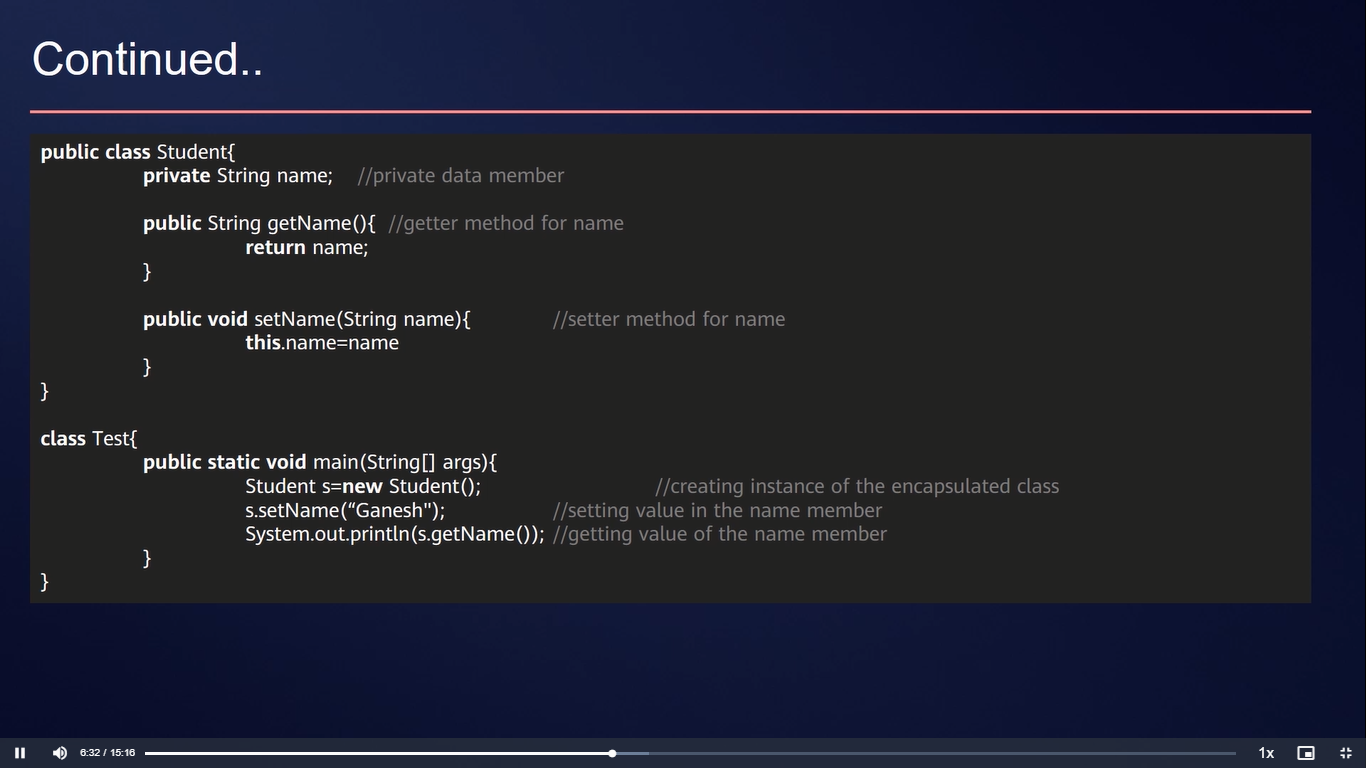 Continued..
public class Student{
private String name; //private data member
public String getName(){ //getter method for name
return name;
}
public void setName(String name){ //setter method for name
this.name=name
}
}
class Test{
public static void main(String[] args){
Student s=new Student(); //creating instance of the encapsulated class
s.setName(“Ganesh"); //setting value in the name member
System.out.println(s.getName()); //getting value of the name member
}
}
6:32 / 15:16 1x